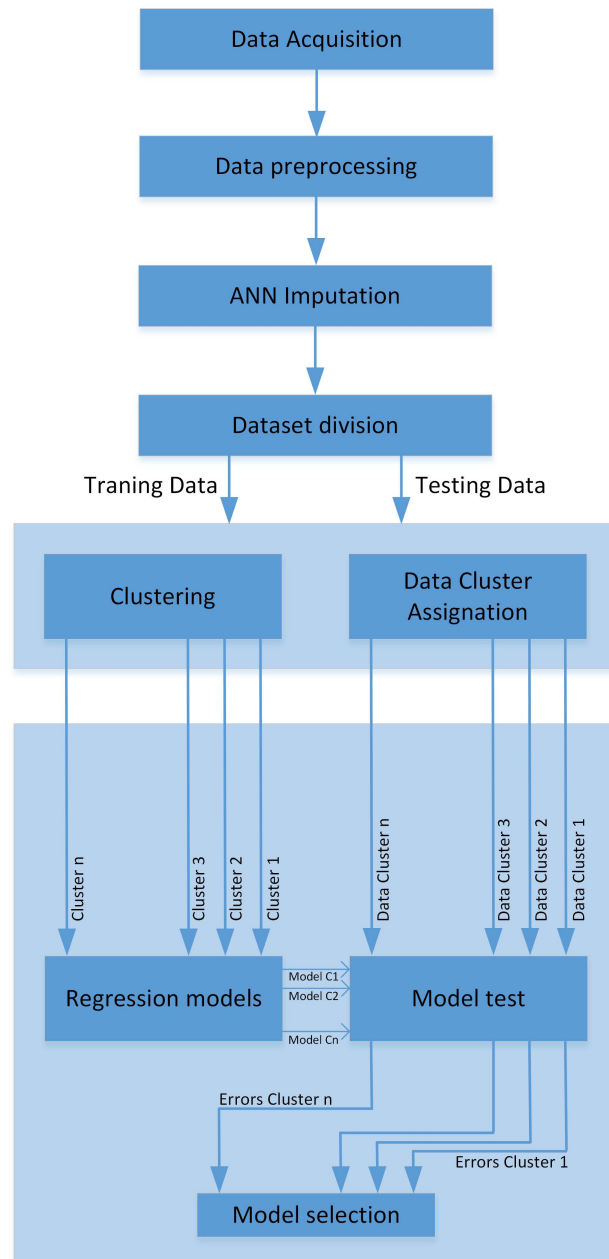 Data Acquisition
Data preprocessing
ANN Imputation
Dataset division
Traning Data
Testing Data
Clustering
Data Cluster
Assignation
Cluster n
Cluster 3
Cluster 2
Cluster 1
Data Cluster n
Data Cluster 3
Data Cluster 2
Data Cluster 1
Regression models
Model C1
Model C2
Model Cn
Model test
Errors Cluster n
Errors Cluster 1
Model selection